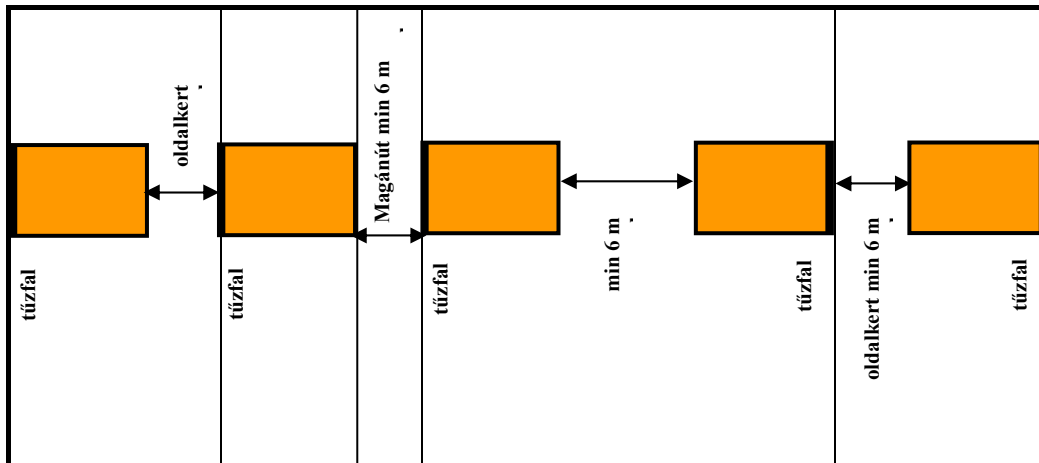 oldalkert
Magánút min 6 m
min 6 m
oldalkert min 6 m
tűzfal
tűzfal
tűzfal
tűzfal
tűzfal